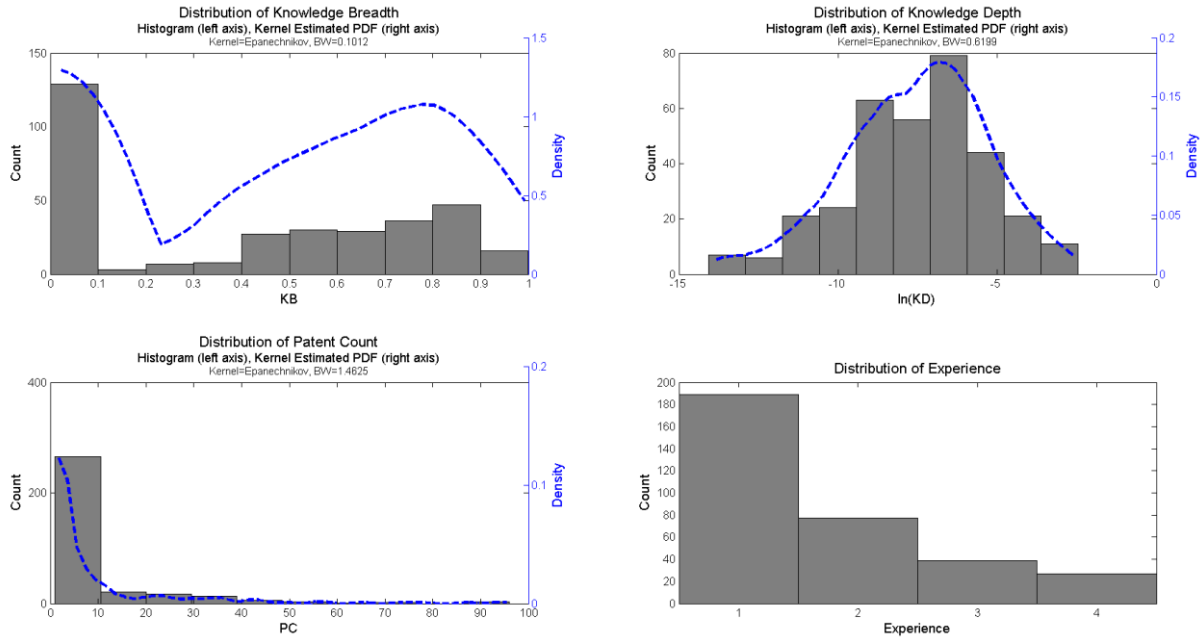 Distribution of Knowledge Breadth
Histogram (left axis), Kernel Estimated PDF (right axis)
Kernel=Epanechnikov, BW=0.1012
150
100
50
0
Count
1.5
1
0.5
0
Density
0 0.1 0.2 0.3 0.4 0.5 0.6 0.7 0.8 0.9 1
KB
Distribution of Knowledge Depth
Histogram (left axis), Kernel Estimated PDF (right axis)
Kernel=Epanechnikov, BW=0.6199
80
60
40
20
0
Count
0.2
0.15
0.1
0.05
0
Density
-15 -10 -5 0
ln(KD)
Distribution of Patent Count
Histogram (left axis), Kernel Estimated PDF (right axis)
Kernel=Epanechnikov, BW=1.4625
400
200
0
Count
0.2
0.1
0
Density
0 10 20 30 40 50 60 70 80 90 100
PC
Distribution of Experience
200
180
160
140
120
100
80
60
40
20
0
Count
1 2 3 4
Experience